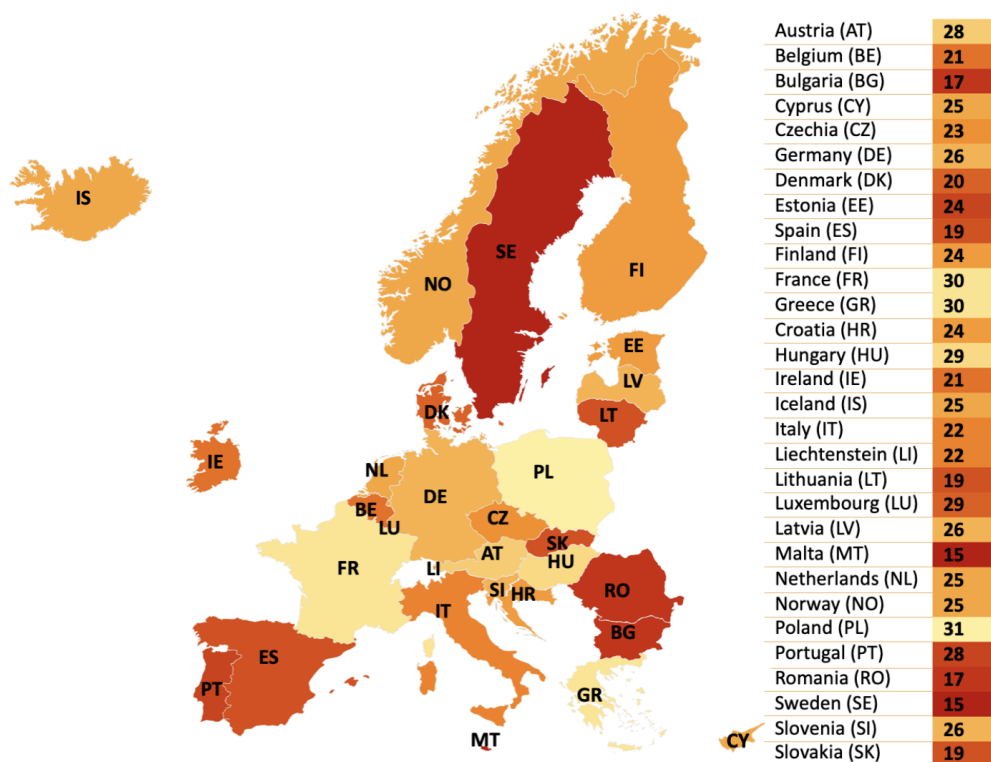 Austria (AT) 28
Belgium (BE) 21
Bulgaria (BG) 17
Cyprus (CY) 25
Czechia (CZ) 23
Germany (DE) 26
Denmark (DK) 20
Estonia (EE) 24
Spain (ES) 19
Finland (FI) 24
France (FR) 30
Greece (GR) 30
Croatia (HR) 24
Hungary (HU) 29
Ireland (IE) 21
Iceland (IS) 25
Italy (IT) 22
Liechtenstein (LI) 22
Lithuania (LT) 19
Luxembourg (LU) 29
Latvia (LV) 26
Malta (MT) 15
Netherlands (NL) 25
Norway (NO) 25
Poland (PL) 31
Portugal (PT) 28
Romania (RO) 17
Sweden (SE) 15
Slovenia (SI) 26
Slovakia (SK) 19
IS
SE
NO
FI
EE
LV
LT
DK
IE
NL
DE
PL
BE
LU
CZ
SK
AT
HU
FR
LI
SI
HR
RO
IT
BG
ES
PT
GR
MT
CY